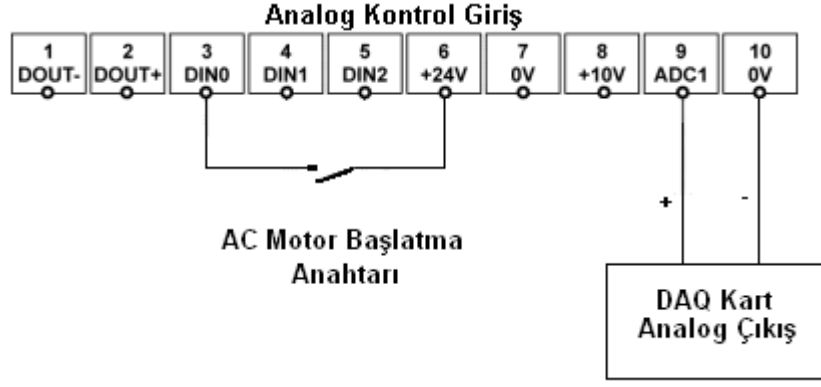 Analog Kontrol Giriş
1 2 3 4 5 6 7 8 9 10
DOUT- DOUT+ DIN0 DIN1 DIN2 +24V 0V +10V ADC1 0V
+ -
AC Motor Başlatma
Anahtarı
DAQ Kart
Analog Çıkış